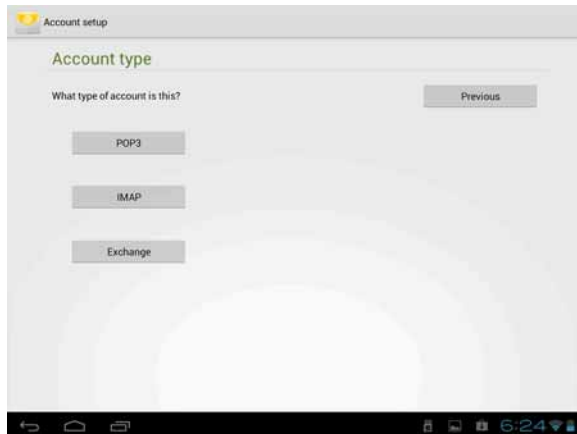 Account setup
Account type
What type of account is this?
Previous
POP3
IMAP
Exchange
6:24